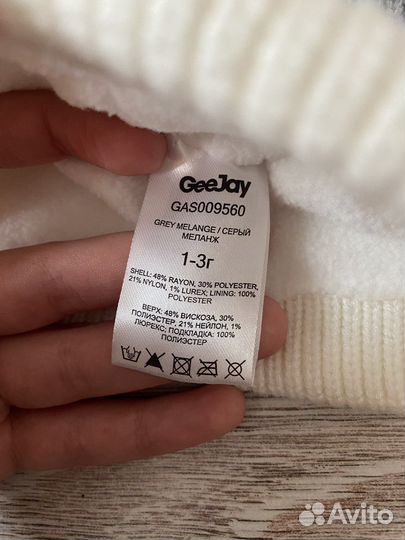 GeeJay
GAS009560
GREY MELANGE / СЕРЫЙ
МЕЛАНЖ
1-3г
SHELL: 48% RAYON, 30% POLYESTER,
21% NYLON, 1% LUREX; LINING: 100%
POLYESTER
ВЕРХ: 48% ВИСКОЗА, 30%
ПОЛИЭСТЕР, 21% НЕЙЛОН, 1%
ЛЮРЕКС; ПОДКЛАДКА: 100%
ПОЛИЭСТЕР
Avito